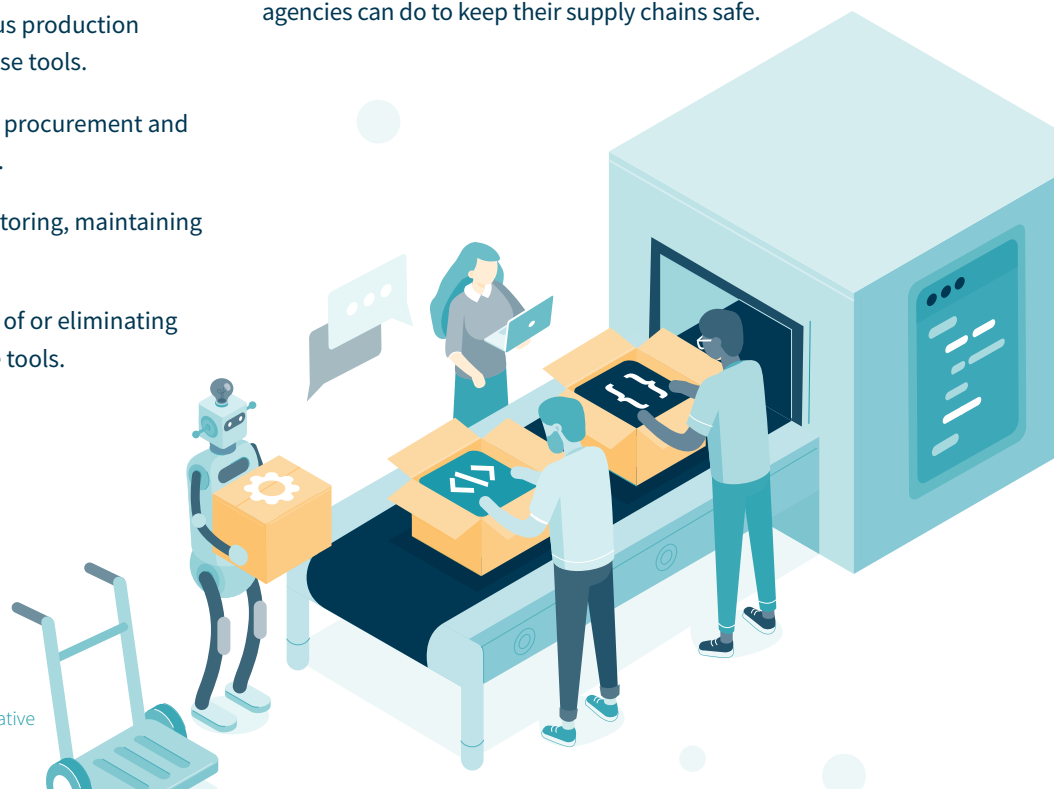 us production
se tools.
procurement and
.
toring, maintaining
of or eliminating
e tools.
ative
agencies can do to keep their supply chains safe.